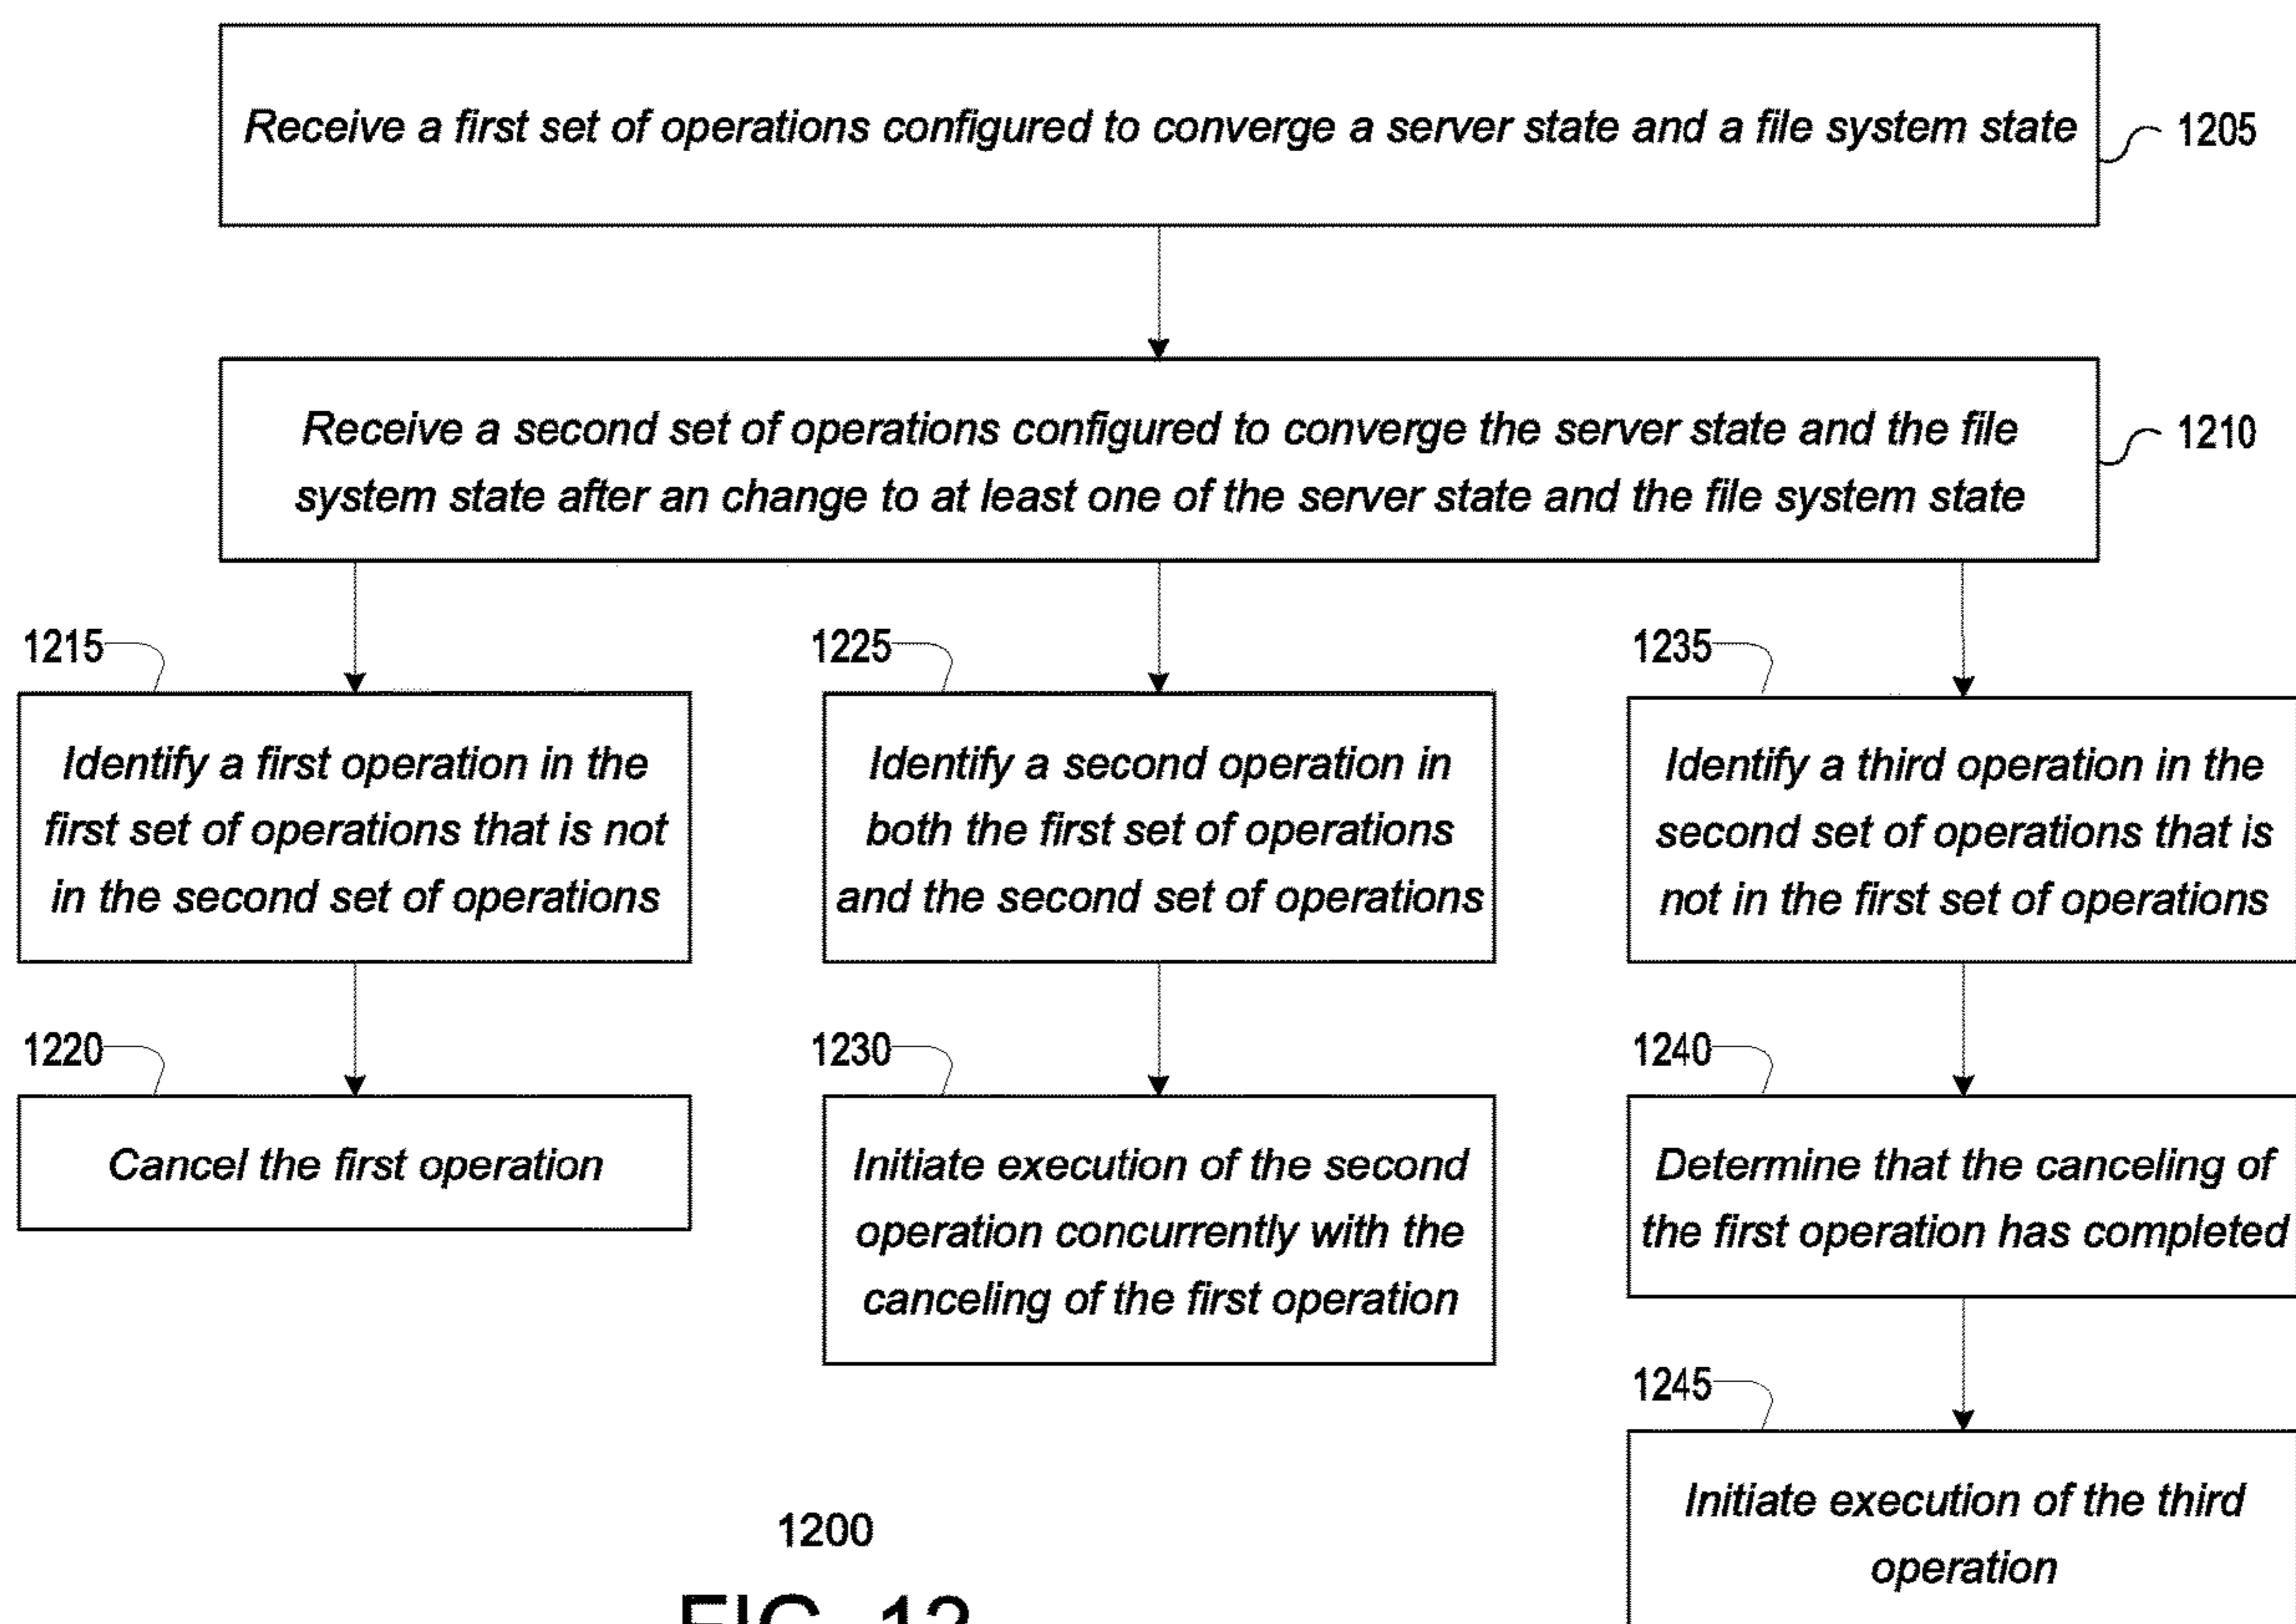 Receive a first set of operations configured to converge a server state and a file system state
1205
Receive a second set of operations configured to converge the server state and the file
system state after an change to at least one of the server state and the file system state
1210
1215
Identify a first operation in the
first set of operations that is not
in the second set of operations
1225
Identify a second operation in
both the first set of operations
and the second set of operations
1235
Identify a third operation in the
second set of operations that is
not in the first set of operations
1220
Cancel the first operation
1230
Initiate execution of the second
operation concurrently with the
canceling of the first operation
1240
Determine that the canceling of
the first operation has completed
1245
Initiate execution of the third
operation
1200
FIG. 12